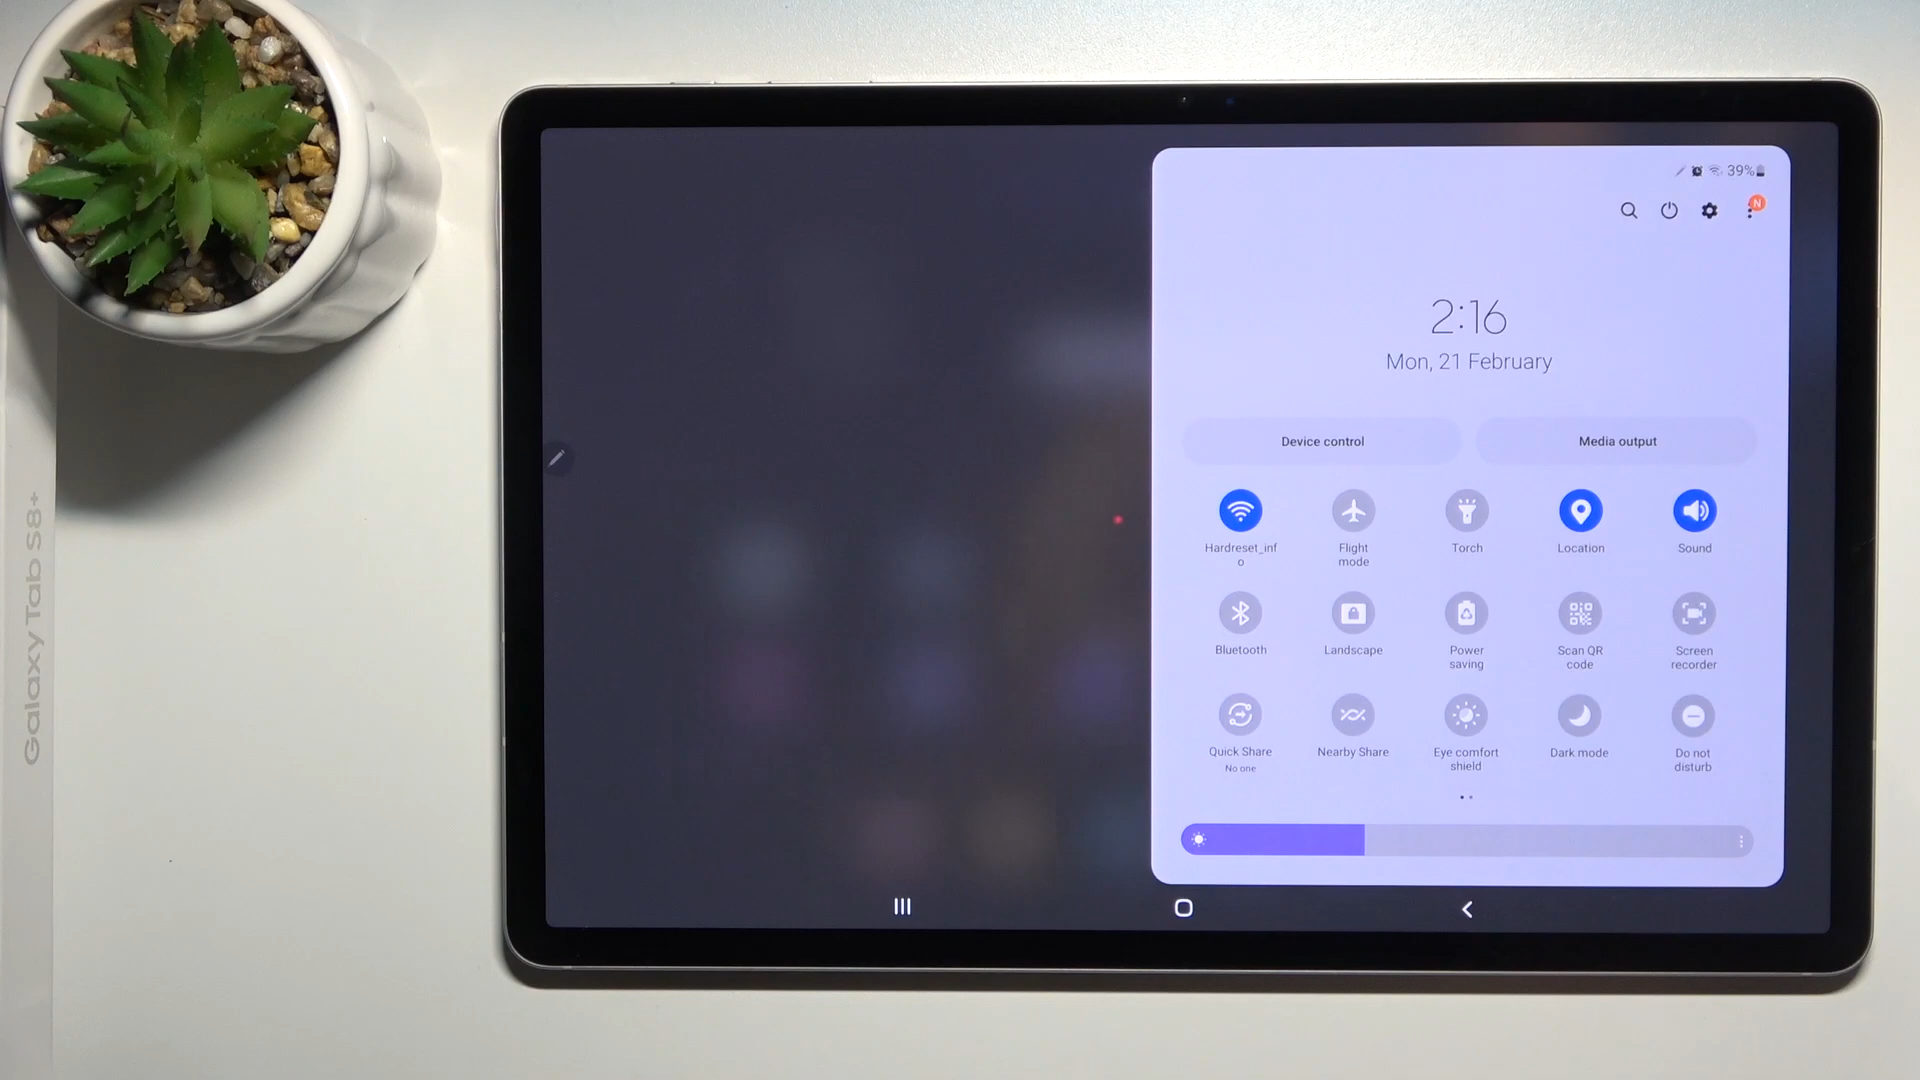 Galaxy Tab S8+
39%
N
2:16
Mon, 21 February
Device control
Media output
Hardreset_inf
o
Flight
mode
Torch
Location
Sound
Bluetooth
Landscape
Power
saving
Scan QR
code
Screen
recorder
Quick Share
No one
Nearby Share
Eye comfort
shield
Dark mode
Do not
disturb